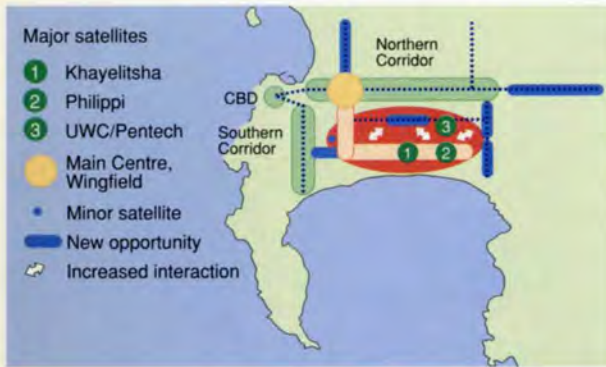 Major satellites
1 Khayelitsha
2 Philippi
3 UWC/Pentech
Main Centre,
Wingfield
Minor satellite
New opportunity
Increased interaction
Northern
Corridor
CBD
Southern
Corridor
3
1
2